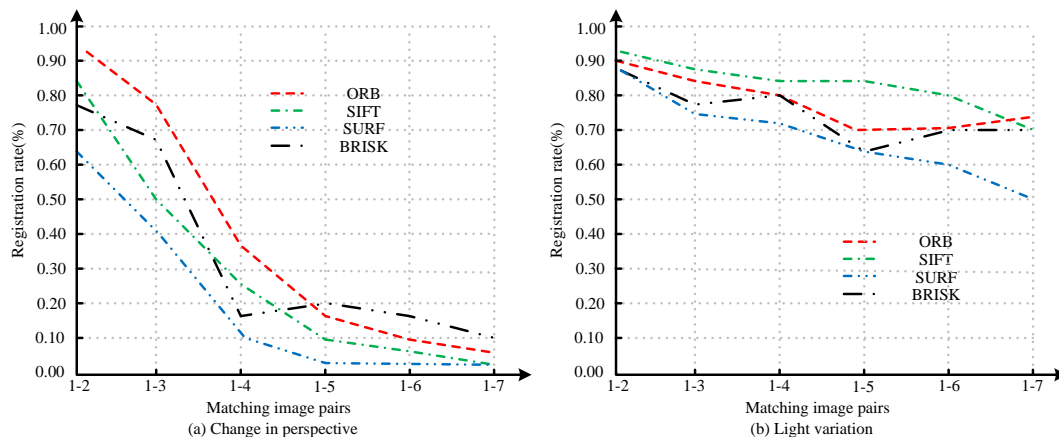 1.00
0.90
0.80
0.70
0.60
0.50
0.40
0.30
0.20
0.10
0.00
Registration rate(%)
ORB
SIFT
SURF
BRISK
1-2 1-3 1-4 1-5 1-6 1-7
Matching image pairs
(a) Change in perspective
1.00
0.90
0.80
0.70
0.60
0.50
0.40
0.30
0.20
0.10
0.00
Registration rate(%)
ORB
SIFT
SURF
BRISK
1-2 1-3 1-4 1-5 1-6 1-7
Matching image pairs
(b) Light variation